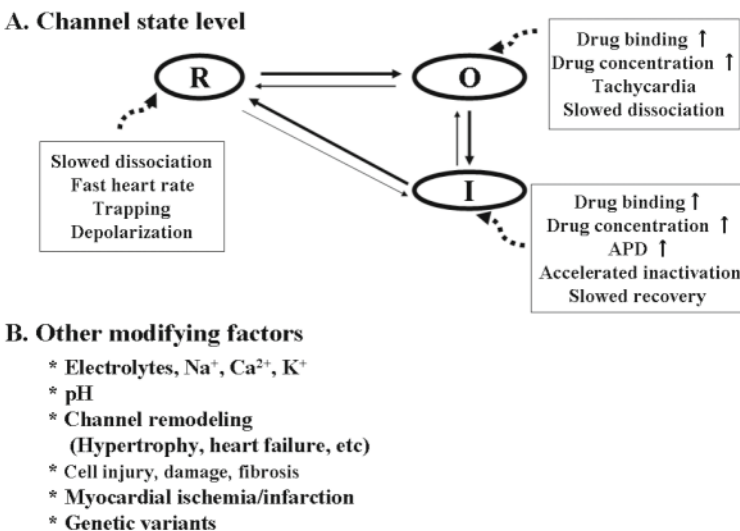 A. Channel state level
R
O
I
Drug binding ↑
Drug concentration ↑
Tachycardia
Slowed dissociation
Slowed dissociation
Fast heart rate
Trapping
Depolarization
Drug binding ↑
Drug concentration ↑
APD ↑
Accelerated inactivation
Slowed recovery
B. Other modifying factors
* Electrolytes, Na⁺, Ca²⁺, K⁺
* pH
* Channel remodeling
(Hypertrophy, heart failure, etc)
* Cell injury, damage, fibrosis
* Myocardial ischemia/infarction
* Genetic variants